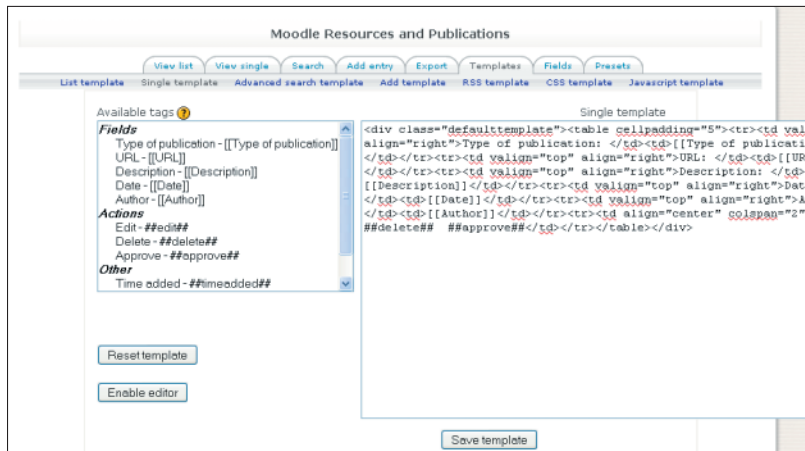 Moodle Resources and Publications
View list View single Search Add entry Export Templates Fields Presets
List template Single template Advanced search template Add template RSS template CSS template Javascript template
Available tags ?
Fields
Type of publication - [[Type of publication]]
URL - [[URL]]
Description - [[Description]]
Date - [[Date]]
Author - [[Author]]
Actions
Edit - ##edit##
Delete - ##delete##
Approve - ##approve##
Other
Time added - ##timeadded##
Reset template
Enable editor
Single template
<div class="defaulttemplate"><table cellpadding="5"><tr><td val
align="right">Type of publication: </td><td>[[Type of publicati
</td></tr><tr><td valign="top" align="right">URL: </td><td>[[UR
</td></tr><tr><td valign="top" align="right">Description: </td>
[[Description]]</td></tr><tr><td valign="top" align="right">Dat
</td><td>[[Date]]</td></tr><tr><td valign="top" align="right">A
</td><td>[[Author]]</td></tr><tr><td align="center" colspan="2"
##delete## ##approve##</td></tr></table></div>
Save template